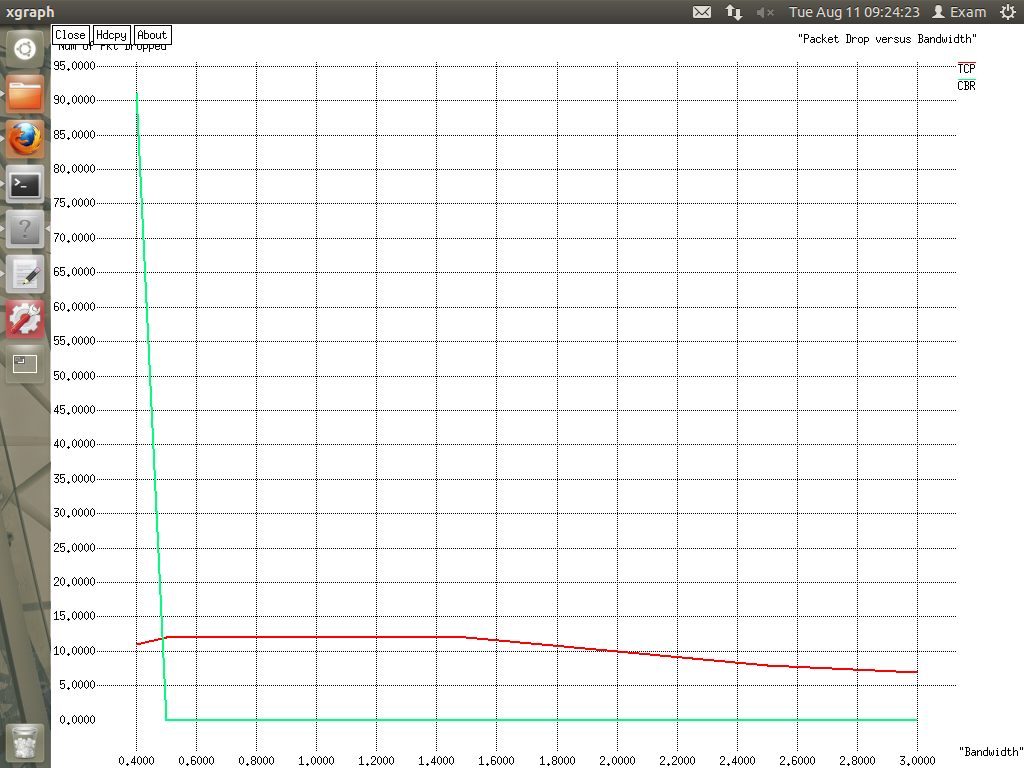 xgraph
Tue Aug 11 09:24:23 Exam
Close Hdcpy About
Num of Pkt Dropped
"Packet Drop versus Bandwidth"
TCP
CBR
95.0000
90.0000
85.0000
80.0000
75.0000
70.0000
65.0000
60.0000
55.0000
50.0000
45.0000
40.0000
35.0000
30.0000
25.0000
20.0000
15.0000
10.0000
5.0000
0.0000
"Bandwidth"
0.4000 0.6000 0.8000 1.0000 1.2000 1.4000 1.6000 1.8000 2.0000 2.2000 2.4000 2.6000 2.8000 3.0000